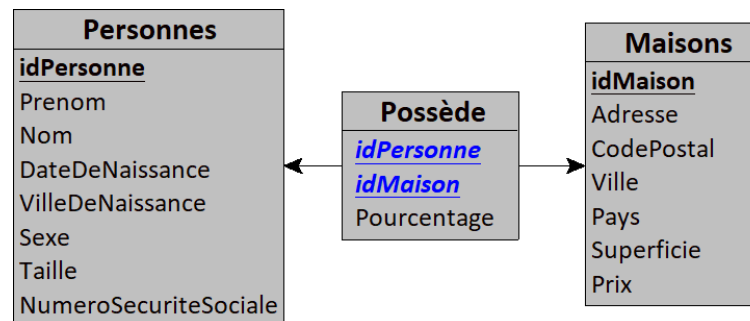 Personnes
idPersonne
Prenom
Nom
DateDeNaissance
VilleDeNaissance
Sexe
Taille
NumeroSecuriteSociale
Possède
idPersonne
idMaison
Pourcentage
Maisons
idMaison
Adresse
CodePostal
Ville
Pays
Superficie
Prix